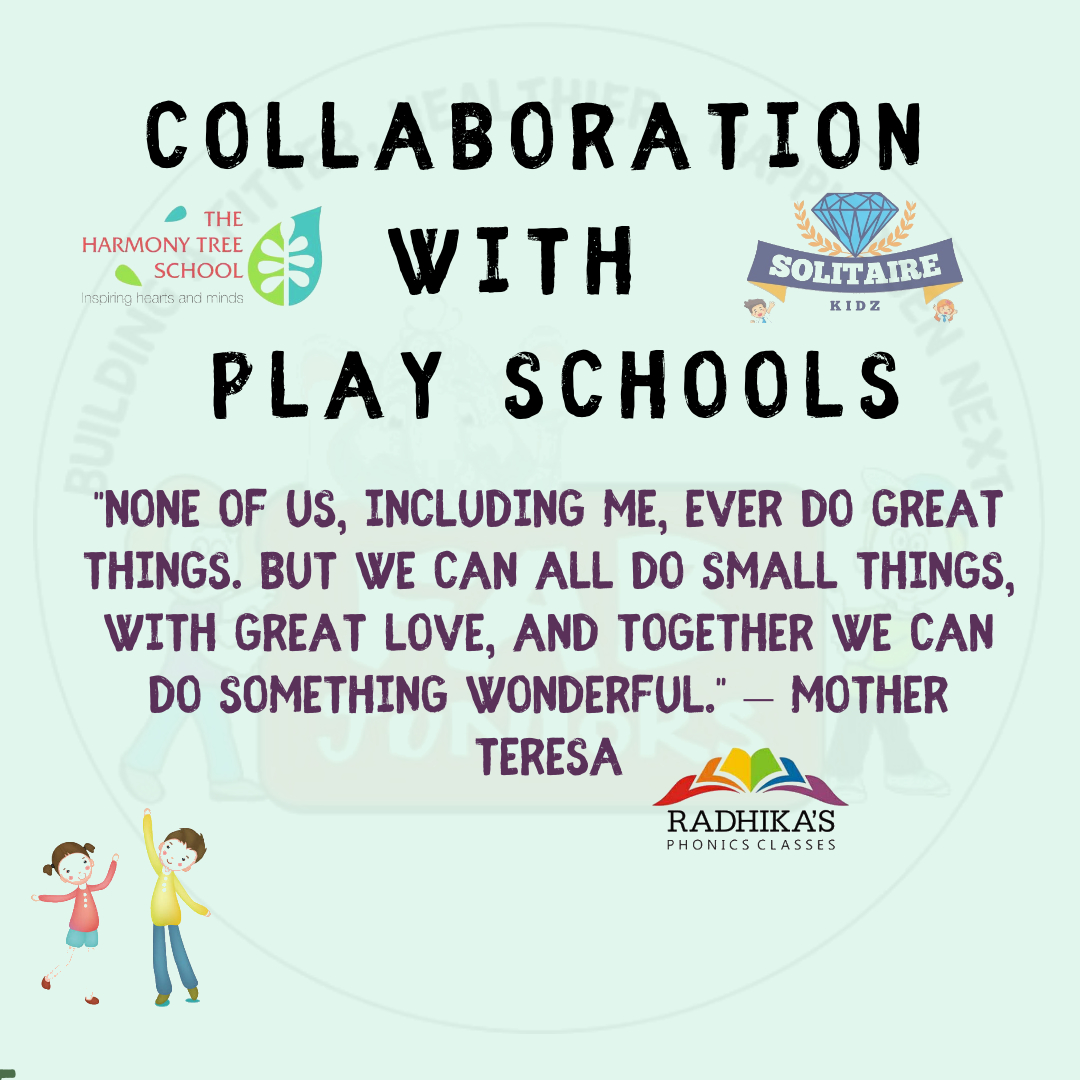 COLLABORATION
THE
HARMONY TREE
SCHOOL
Inspiring hearts and minds
WITH
SOLITAIRE
KIDZ
PLAY SCHOOLS
"NONE OF US, INCLUDING ME, EVER DO GREAT
THINGS. BUT WE CAN ALL DO SMALL THINGS,
WITH GREAT LOVE, AND TOGETHER WE CAN
DO SOMETHING WONDERFUL." — MOTHER
TERESA
RADHIKA'S
PHONICS CLASSES
FAB
JUNIORS